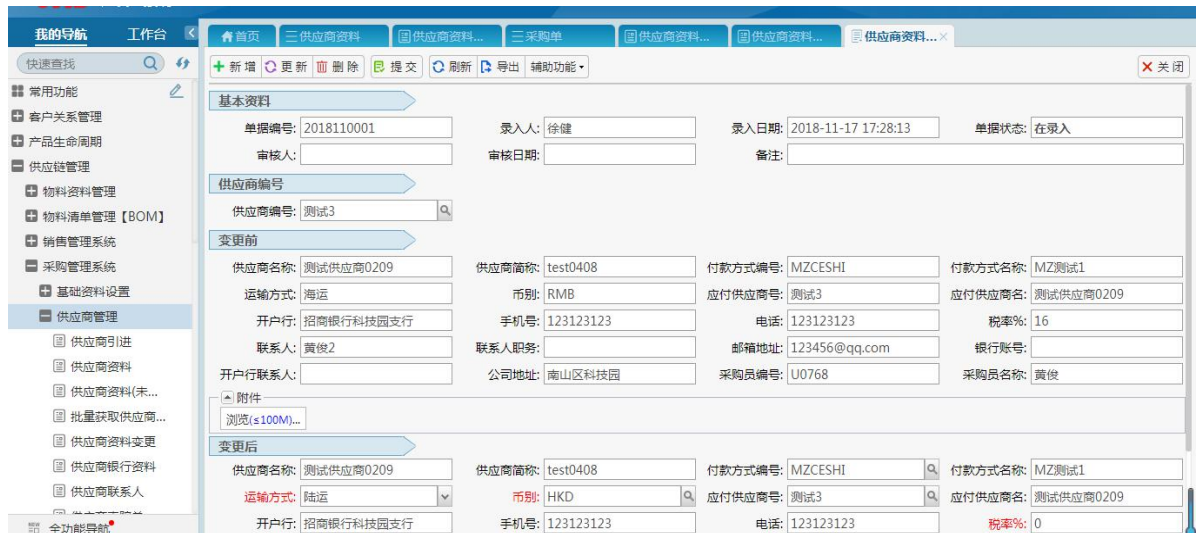 我的导航 工作台 首页 供应商资料 供应商资料... 采购单 供应商资料... 供应商资料... 供应商资料...
快速查找 新增 更新 删除 提交 刷新 导出 辅助功能 关闭
常用功能
客户关系管理
产品生命周期
供应链管理
物料资料管理
物料清单管理【BOM】
销售管理系统
采购管理系统
基础资料设置
供应商管理
供应商引进
供应商资料
供应商资料(未...
批量获取供应商...
供应商资料变更
供应商银行资料
供应商联系人
全功能导航
基本资料
单据编号: 2018110001 录入人: 徐健 录入日期: 2018-11-17 17:28:13 单据状态: 在录入
审核人: 审核日期: 备注:
供应商编号
供应商编号: 测试3
变更前
供应商名称: 测试供应商0209 供应商简称: test0408 付款方式编号: MZCESHI 付款方式名称: MZ测试1
运输方式: 海运 币别: RMB 应付供应商号: 测试3 应付供应商名: 测试供应商0209
开户行: 招商银行科技园支行 手机号: 123123123 电话: 123123123 税率%: 16
联系人: 黄俊2 联系人职务: 邮箱地址: 123456@qq.com 银行账号:
开户行联系人: 公司地址: 南山区科技园 采购员编号: U0768 采购员名称: 黄俊
附件
浏览(≤100M)...
变更后
供应商名称: 测试供应商0209 供应商简称: test0408 付款方式编号: MZCESHI 付款方式名称: MZ测试1
运输方式: 陆运 币别: HKD 应付供应商号: 测试3 应付供应商名: 测试供应商0209
开户行: 招商银行科技园支行 手机号: 123123123 电话: 123123123 税率%: 0